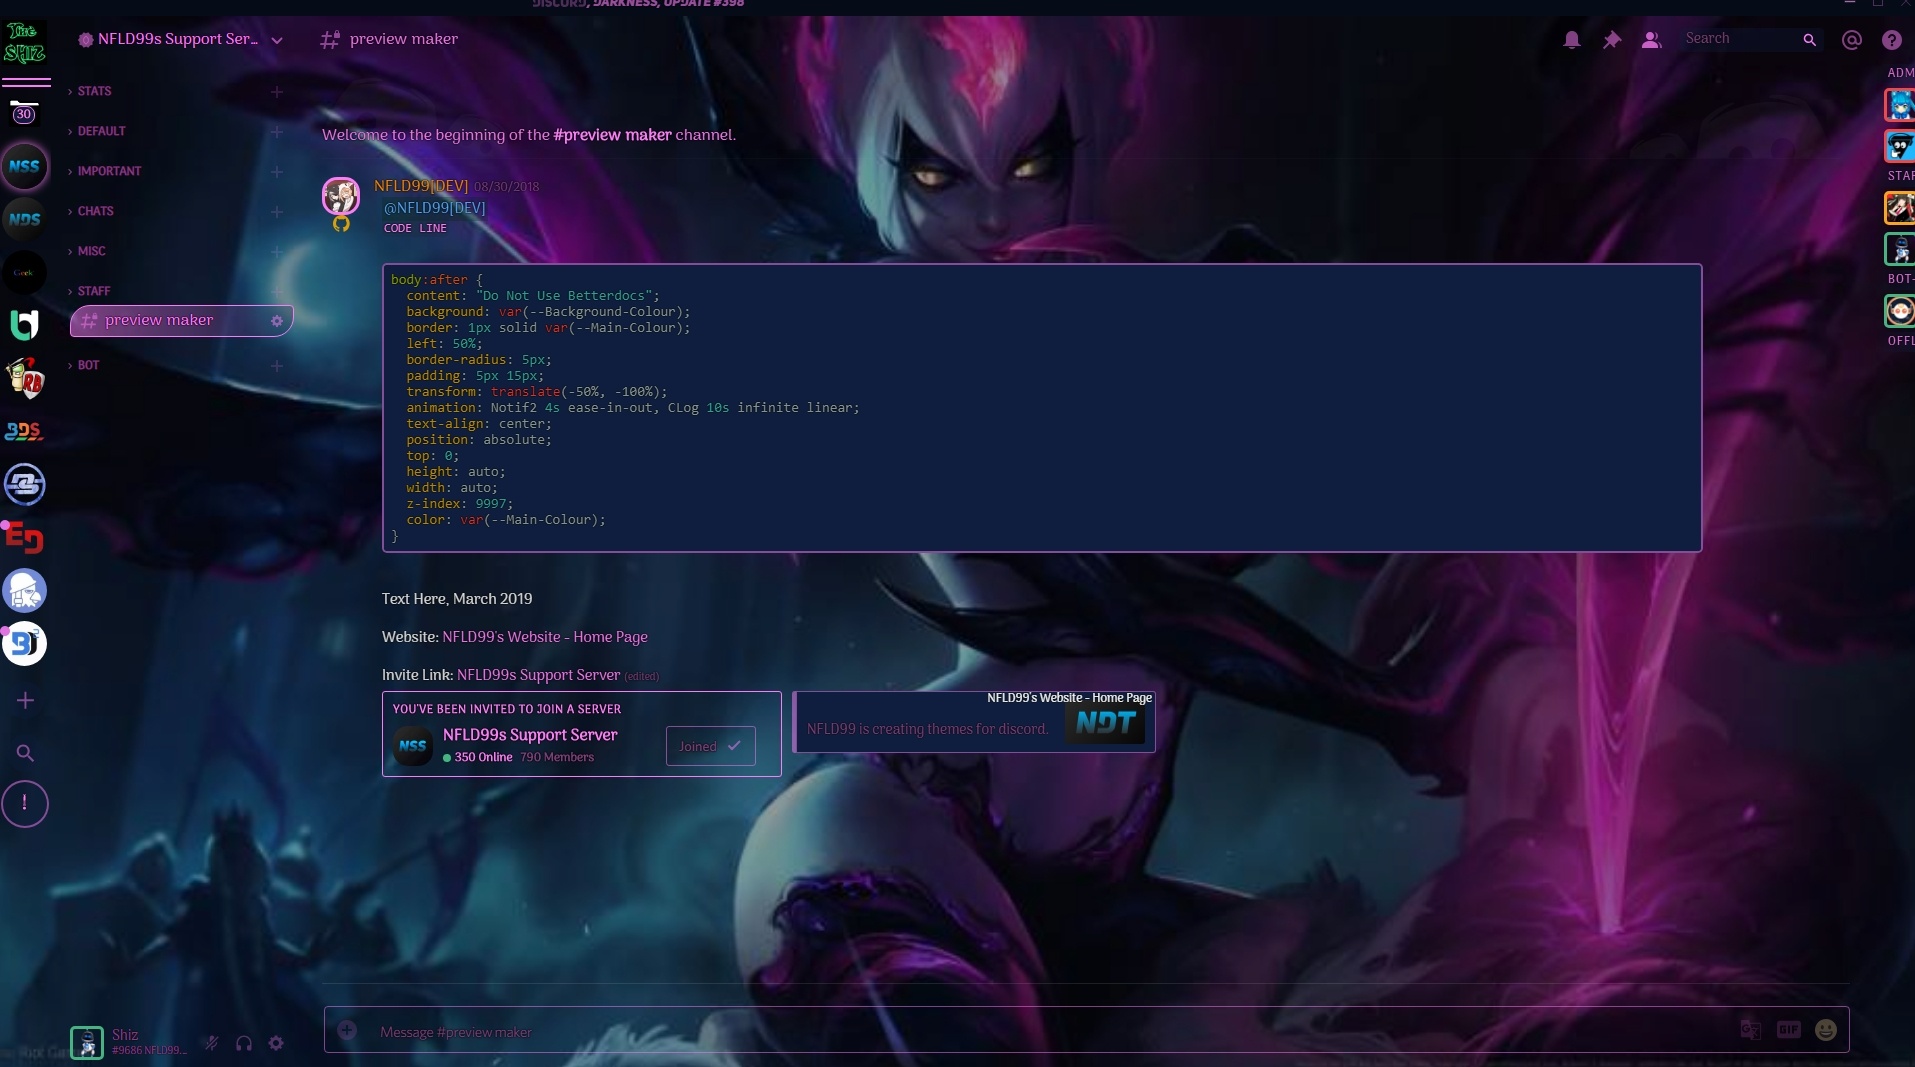 DISCORD, DARKNESS, UPDATE #398
The SHIZ
NFLD99s Support Ser...
preview maker
Search
30
NSS
NDS
Geek
RB
BDS
ED
STATS
DEFAULT
IMPORTANT
CHATS
MISC
STAFF
preview maker
BOT
Welcome to the beginning of the #preview maker channel.
NFLD99[DEV] 08/30/2018
@NFLD99[DEV]
CODE LINE
body:after {
content: "Do Not Use Betterdocs";
background: var(--Background-Colour);
border: 1px solid var(--Main-Colour);
left: 50%;
border-radius: 5px;
padding: 5px 15px;
transform: translate(-50%, -100%);
animation: Notif2 4s ease-in-out, CLog 10s infinite linear;
text-align: center;
position: absolute;
top: 0;
height: auto;
width: auto;
z-index: 9997;
color: var(--Main-Colour);
}
Text Here, March 2019
Website: NFLD99's Website - Home Page
Invite Link: NFLD99s Support Server (edited)
YOU'VE BEEN INVITED TO JOIN A SERVER
NSS
NFLD99s Support Server
350 Online 790 Members
Joined
NFLD99's Website - Home Page
NFLD99 is creating themes for discord.
NDT
ADM
STAF
BOT-
OFFL
Shiz
#9686 NFLD99...
Message #preview maker
GIF